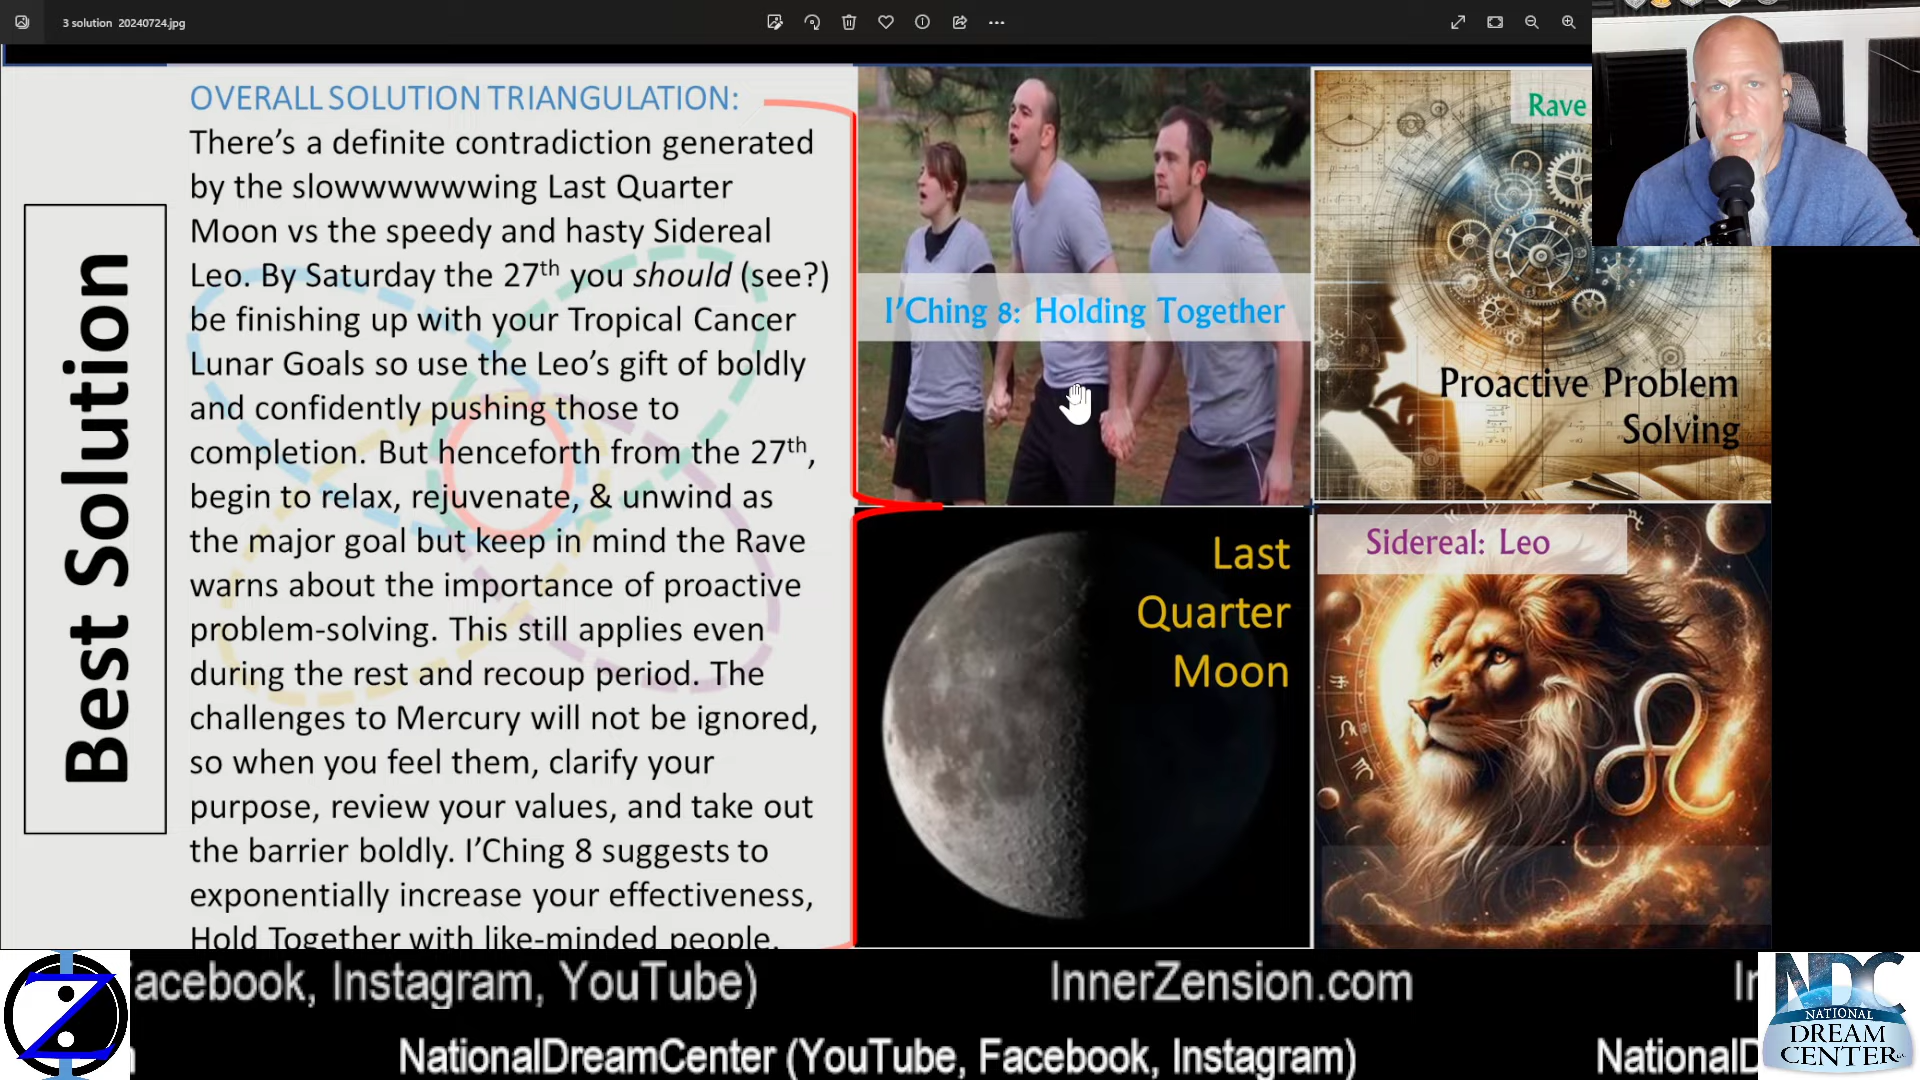 3 solution 20240724.jpg
Best Solution
OVERALL SOLUTION TRIANGULATION:
There's a definite contradiction generated
by the slowwwwwwwing Last Quarter
Moon vs the speedy and hasty Sidereal
Leo. By Saturday the 27th you should (see?)
be finishing up with your Tropical Cancer
Lunar Goals so use the Leo's gift of boldly
and confidently pushing those to
completion. But henceforth from the 27th,
begin to relax, rejuvenate, & unwind as
the major goal but keep in mind the Rave
warns about the importance of proactive
problem-solving. This still applies even
during the rest and recoup period. The
challenges to Mercury will not be ignored,
so when you feel them, clarify your
purpose, review your values, and take out
the barrier boldly. I'Ching 8 suggests to
exponentially increase your effectiveness,
Hold Together with like-minded people.
I'Ching 8: Holding Together
Rave
Proactive Problem
Solving
Last
Quarter
Moon
Sidereal: Leo
acebook, Instagram, YouTube) InnerZension.com Ir
NationalDreamCenter (YouTube, Facebook, Instagram) NationalD
Z
NDC
NATIONAL
DREAM
CENTER